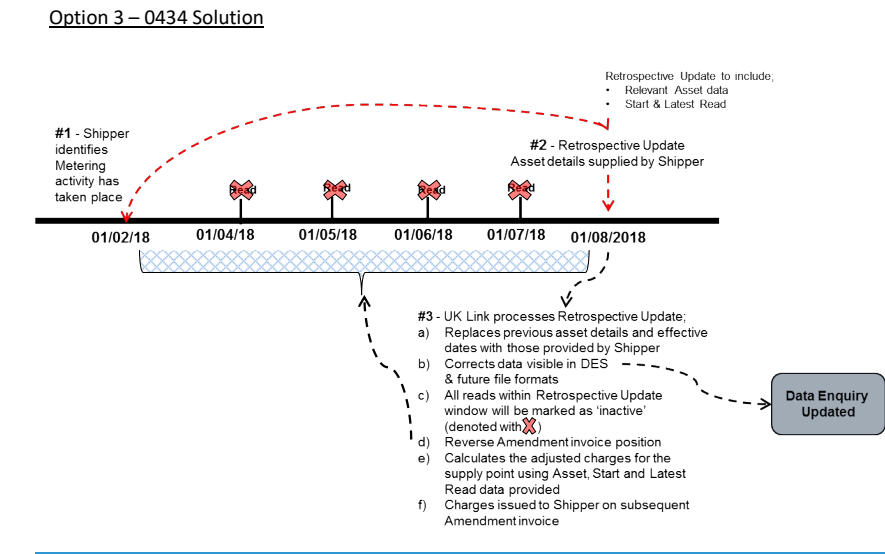 Option 3 – 0434 Solution
Retrospective Update to include;
• Relevant Asset data
• Start & Latest Read
#1 - Shipper
identifies
Metering
activity has
taken place
#2 - Retrospective Update
Asset details supplied by Shipper
Read Read Read Read
01/02/18 01/04/18 01/05/18 01/06/18 01/07/18 01/08/2018
#3 - UK Link processes Retrospective Update;
a) Replaces previous asset details and effective
dates with those provided by Shipper
b) Corrects data visible in DES
& future file formats
c) All reads within Retrospective Update
window will be marked as ‘inactive’
(denoted with X)
d) Reverse Amendment invoice position
e) Calculates the adjusted charges for the
supply point using Asset, Start and Latest
Read data provided
f) Charges issued to Shipper on subsequent
Amendment invoice
Data Enquiry
Updated